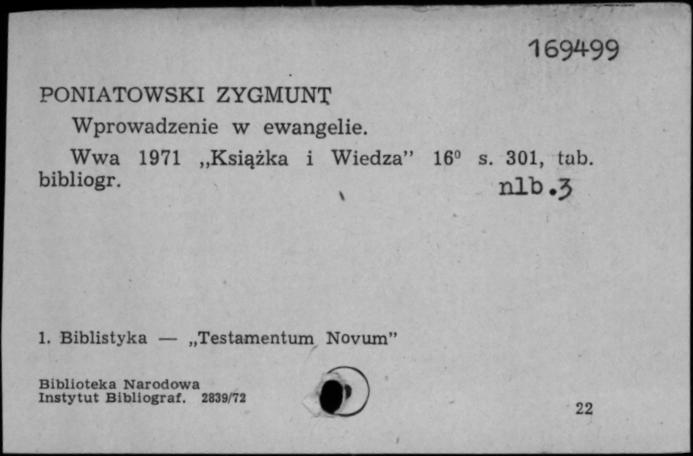 169499
PONIATOWSKI ZYGMUNT
Wprowadzenie w ewangelie.
Wwa 1971 „Książka i Wiedza” 16⁰ s. 301, tab.
bibliogr.
nlb.3
1. Biblistyka — „Testamentum Novum”
Biblioteka Narodowa
Instytut Bibliograf. 2839/72
22